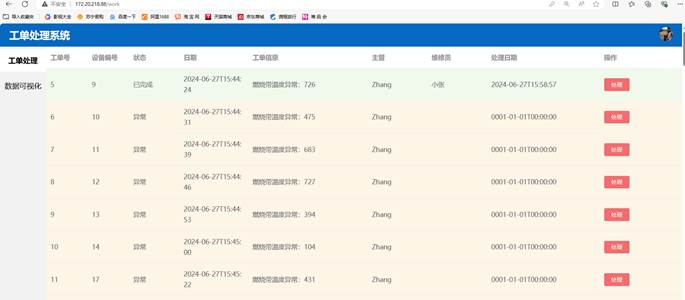 不安全 172.20.218.88/work
导入收藏夹 影视大全 苏宁易购 百度一下 阿里1688 淘 宝 网 天猫商城 京东商城 携程旅行 唯 品 会
工单处理系统
工单处理
数据可视化
工单号 设备编号 状态 日期 工单信息 主管 维修员 处理日期 操作
5 9 已完成 2024-06-27T15:44:24 燃烧带温度异常：726 Zhang 小张 2024-06-27T15:58:57 处理
6 10 异常 2024-06-27T15:44:31 燃烧带温度异常：475 Zhang 0001-01-01T00:00:00 处理
7 11 异常 2024-06-27T15:44:39 燃烧带温度异常：683 Zhang 0001-01-01T00:00:00 处理
8 12 异常 2024-06-27T15:44:46 燃烧带温度异常：727 Zhang 0001-01-01T00:00:00 处理
9 13 异常 2024-06-27T15:44:53 燃烧带温度异常：394 Zhang 0001-01-01T00:00:00 处理
10 14 异常 2024-06-27T15:45:00 燃烧带温度异常：104 Zhang 0001-01-01T00:00:00 处理
11 17 异常 2024-06-27T15:45:22 燃烧带温度异常：431 Zhang 0001-01-01T00:00:00 处理